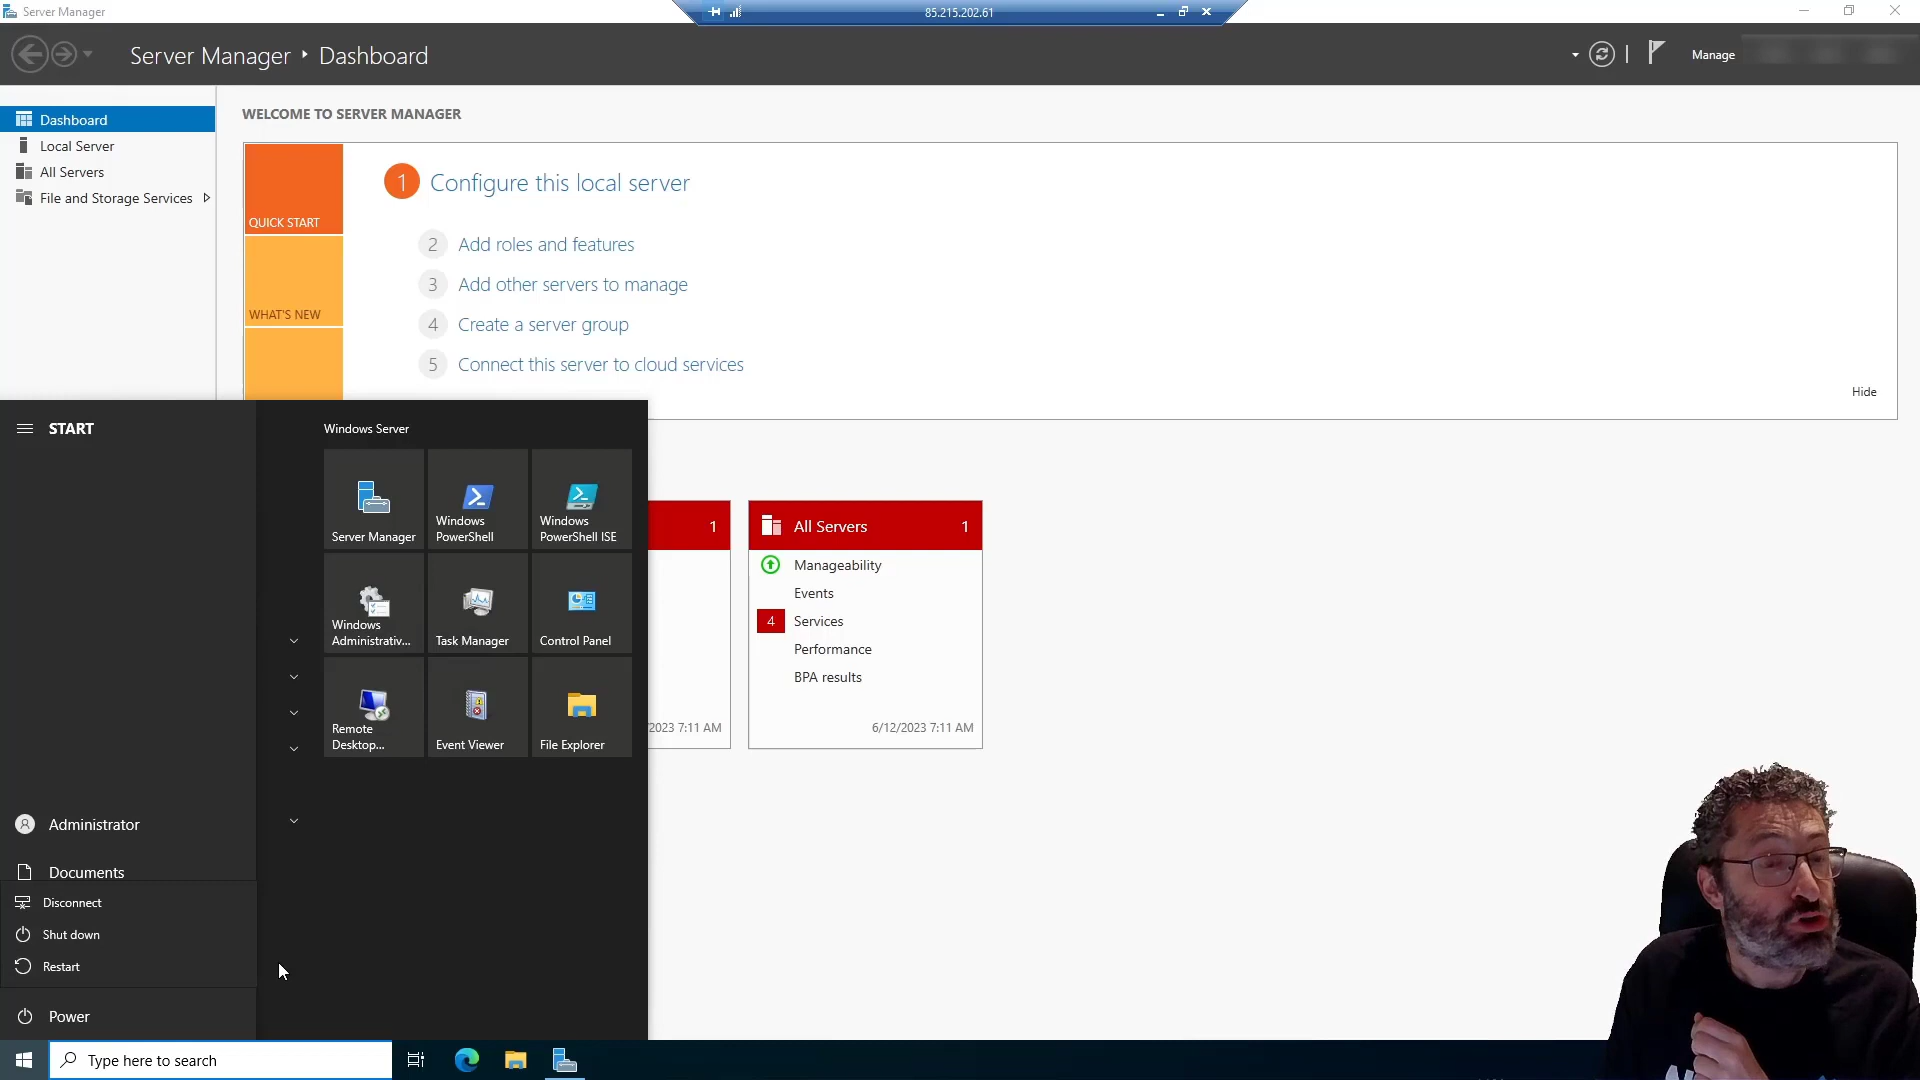 Server Manager
85.215.202.61
Server Manager
Dashboard
Manage
Dashboard
Local Server
All Servers
File and Storage Services
WELCOME TO SERVER MANAGER
QUICK START
WHAT'S NEW
1 Configure this local server
2 Add roles and features
3 Add other servers to manage
4 Create a server group
5 Connect this server to cloud services
Hide
START
Windows Server
Server Manager
Windows
PowerShell
Windows
PowerShell ISE
Windows
Administrativ...
Task Manager
Control Panel
Remote
Desktop...
Event Viewer
File Explorer
1
/2023 7:11 AM
All Servers 1
Manageability
Events
4 Services
Performance
BPA results
6/12/2023 7:11 AM
Administrator
Documents
Disconnect
Shut down
Restart
Power
Type here to search